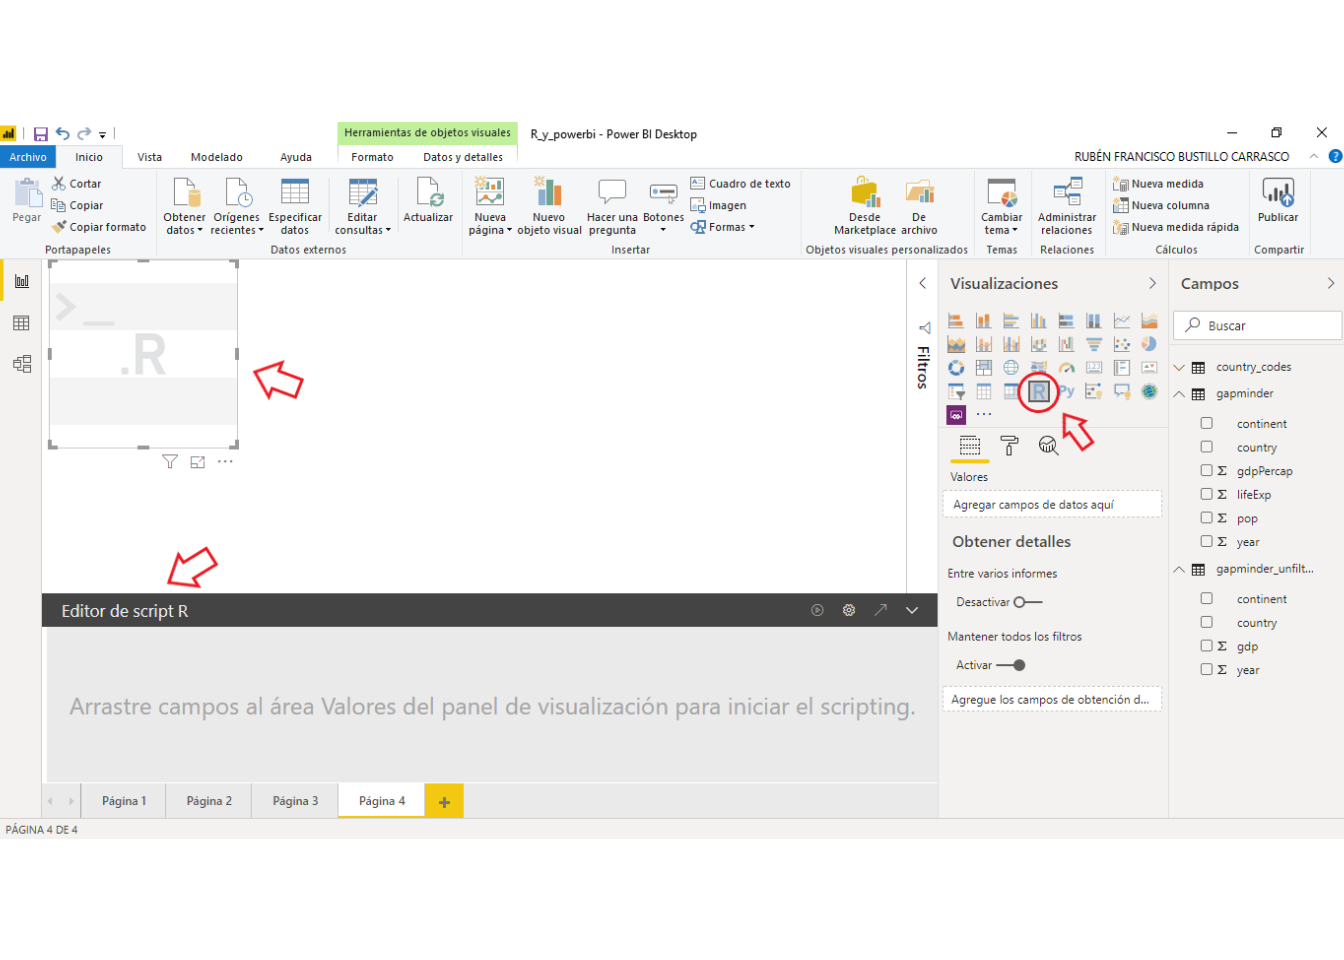 Herramientas de objetos visuales
R_y_powerbi - Power BI Desktop
Archivo
Inicio
Vista
Modelado
Ayuda
Formato
Datos y detalles
RUBÉN FRANCISCO BUSTILLO CARRASCO
?
Pegar
Cortar
Copiar
Copiar formato
Portapapeles
Obtener
datos
Orígenes
recientes
Especificar
datos
Editar
consultas
Datos externos
Actualizar
Nueva
página
Nuevo
objeto visual
Hacer una
pregunta
Botones
Cuadro de texto
Imagen
Formas
Insertar
Desde
Marketplace
De
archivo
Objetos visuales personalizados
Cambiar
tema
Temas
Administrar
relaciones
Relaciones
Nueva medida
Nueva columna
Nueva medida rápida
Cálculos
Publicar
Compartir
>_
.R
Filtros
Visualizaciones
123
R
Py
...
Valores
Agregar campos de datos aquí
Obtener detalles
Entre varios informes
Desactivar
Mantener todos los filtros
Activar
Agregue los campos de obtención d...
Campos
Buscar
country_codes
gapminder
continent
country
Σ gdpPercap
Σ lifeExp
Σ pop
Σ year
gapminder_unfilt...
continent
country
Σ gdp
Σ year
Editor de script R
Arrastre campos al área Valores del panel de visualización para iniciar el scripting.
Página 1
Página 2
Página 3
Página 4
+
PÁGINA 4 DE 4